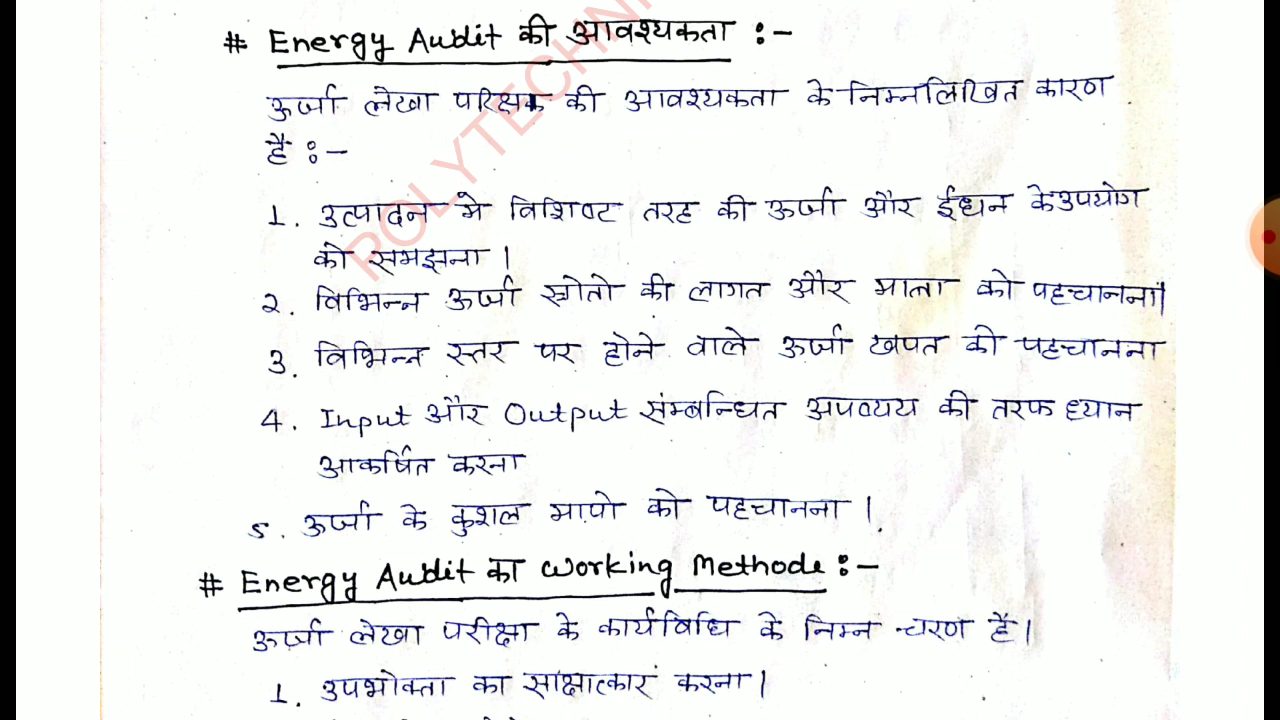 # Energy Audit की आवश्यकता :-
ऊर्जा लेखा परिक्षक की आवश्यकता के निम्नलिखित कारण
है :-
1. उत्पादन मे विशिष्ट तरह की ऊर्जा और ईंधन के उपयोग
को समझना।
2. विभिन्न ऊर्जा स्रोतो की लागत और मात्रा को पहचानना।
3. विभिन्न स्तर पर होने वाले ऊर्जा खपत को पहचानना
4. Input और Output संम्बन्धित अपव्यय की तरफ ध्यान
आकर्षित करना
5. ऊर्जा के कुशल मापो को पहचानना।
# Energy Audit का working Methode :-
ऊर्जा लेखा परीक्षा के कार्यविधि के निम्न चरण है।
1. उपभोक्ता का साक्षात्कार करना।
POLYTECHNI